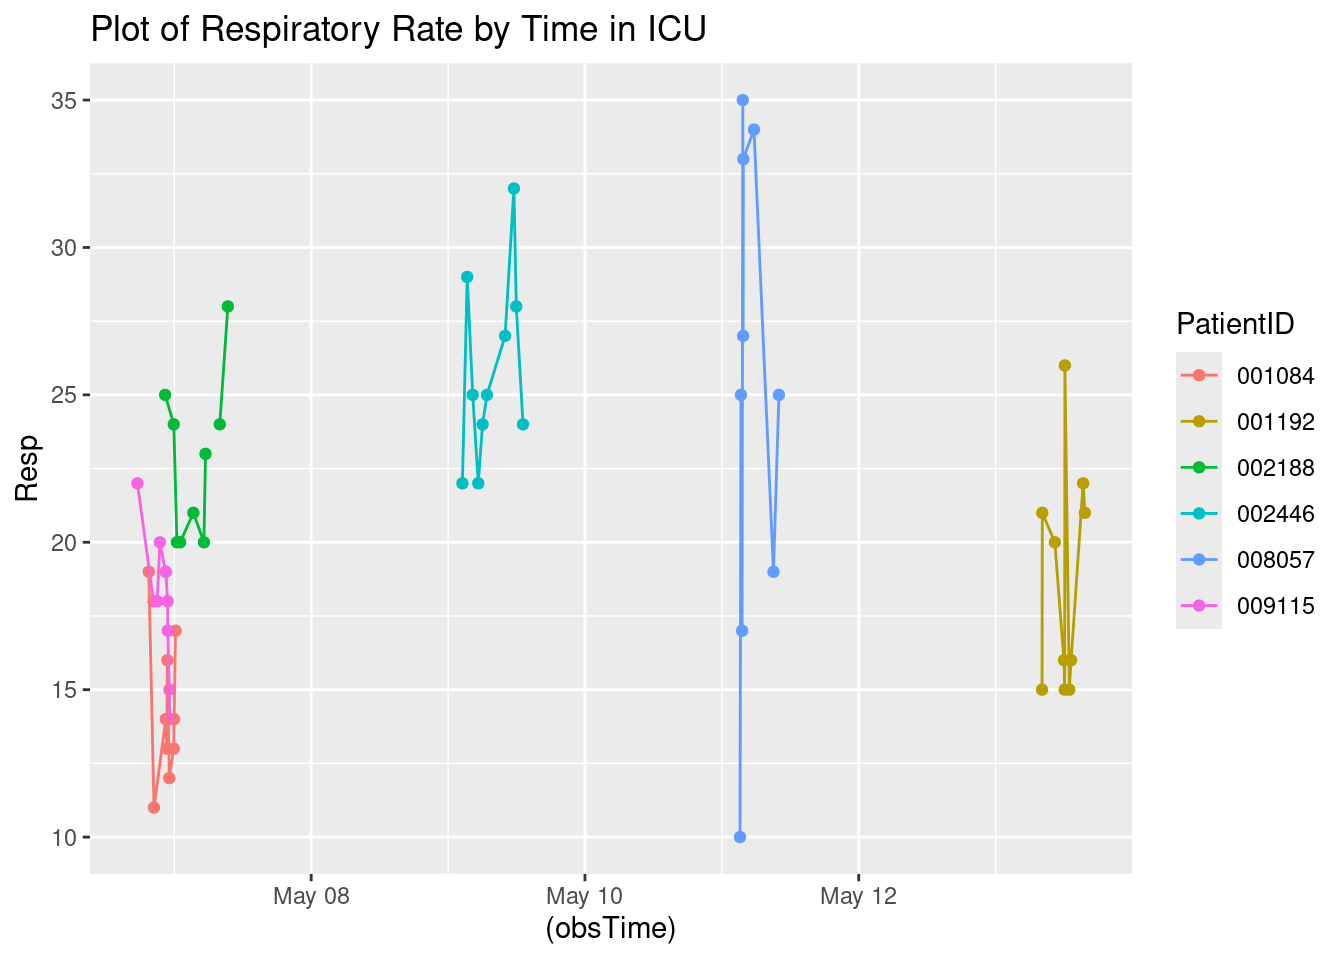 Plot of Respiratory Rate by Time in ICU
35
30
25
20
15
10
Resp
May 08
May 10
May 12
(obsTime)
PatientID
001084
001192
002188
002446
008057
009115